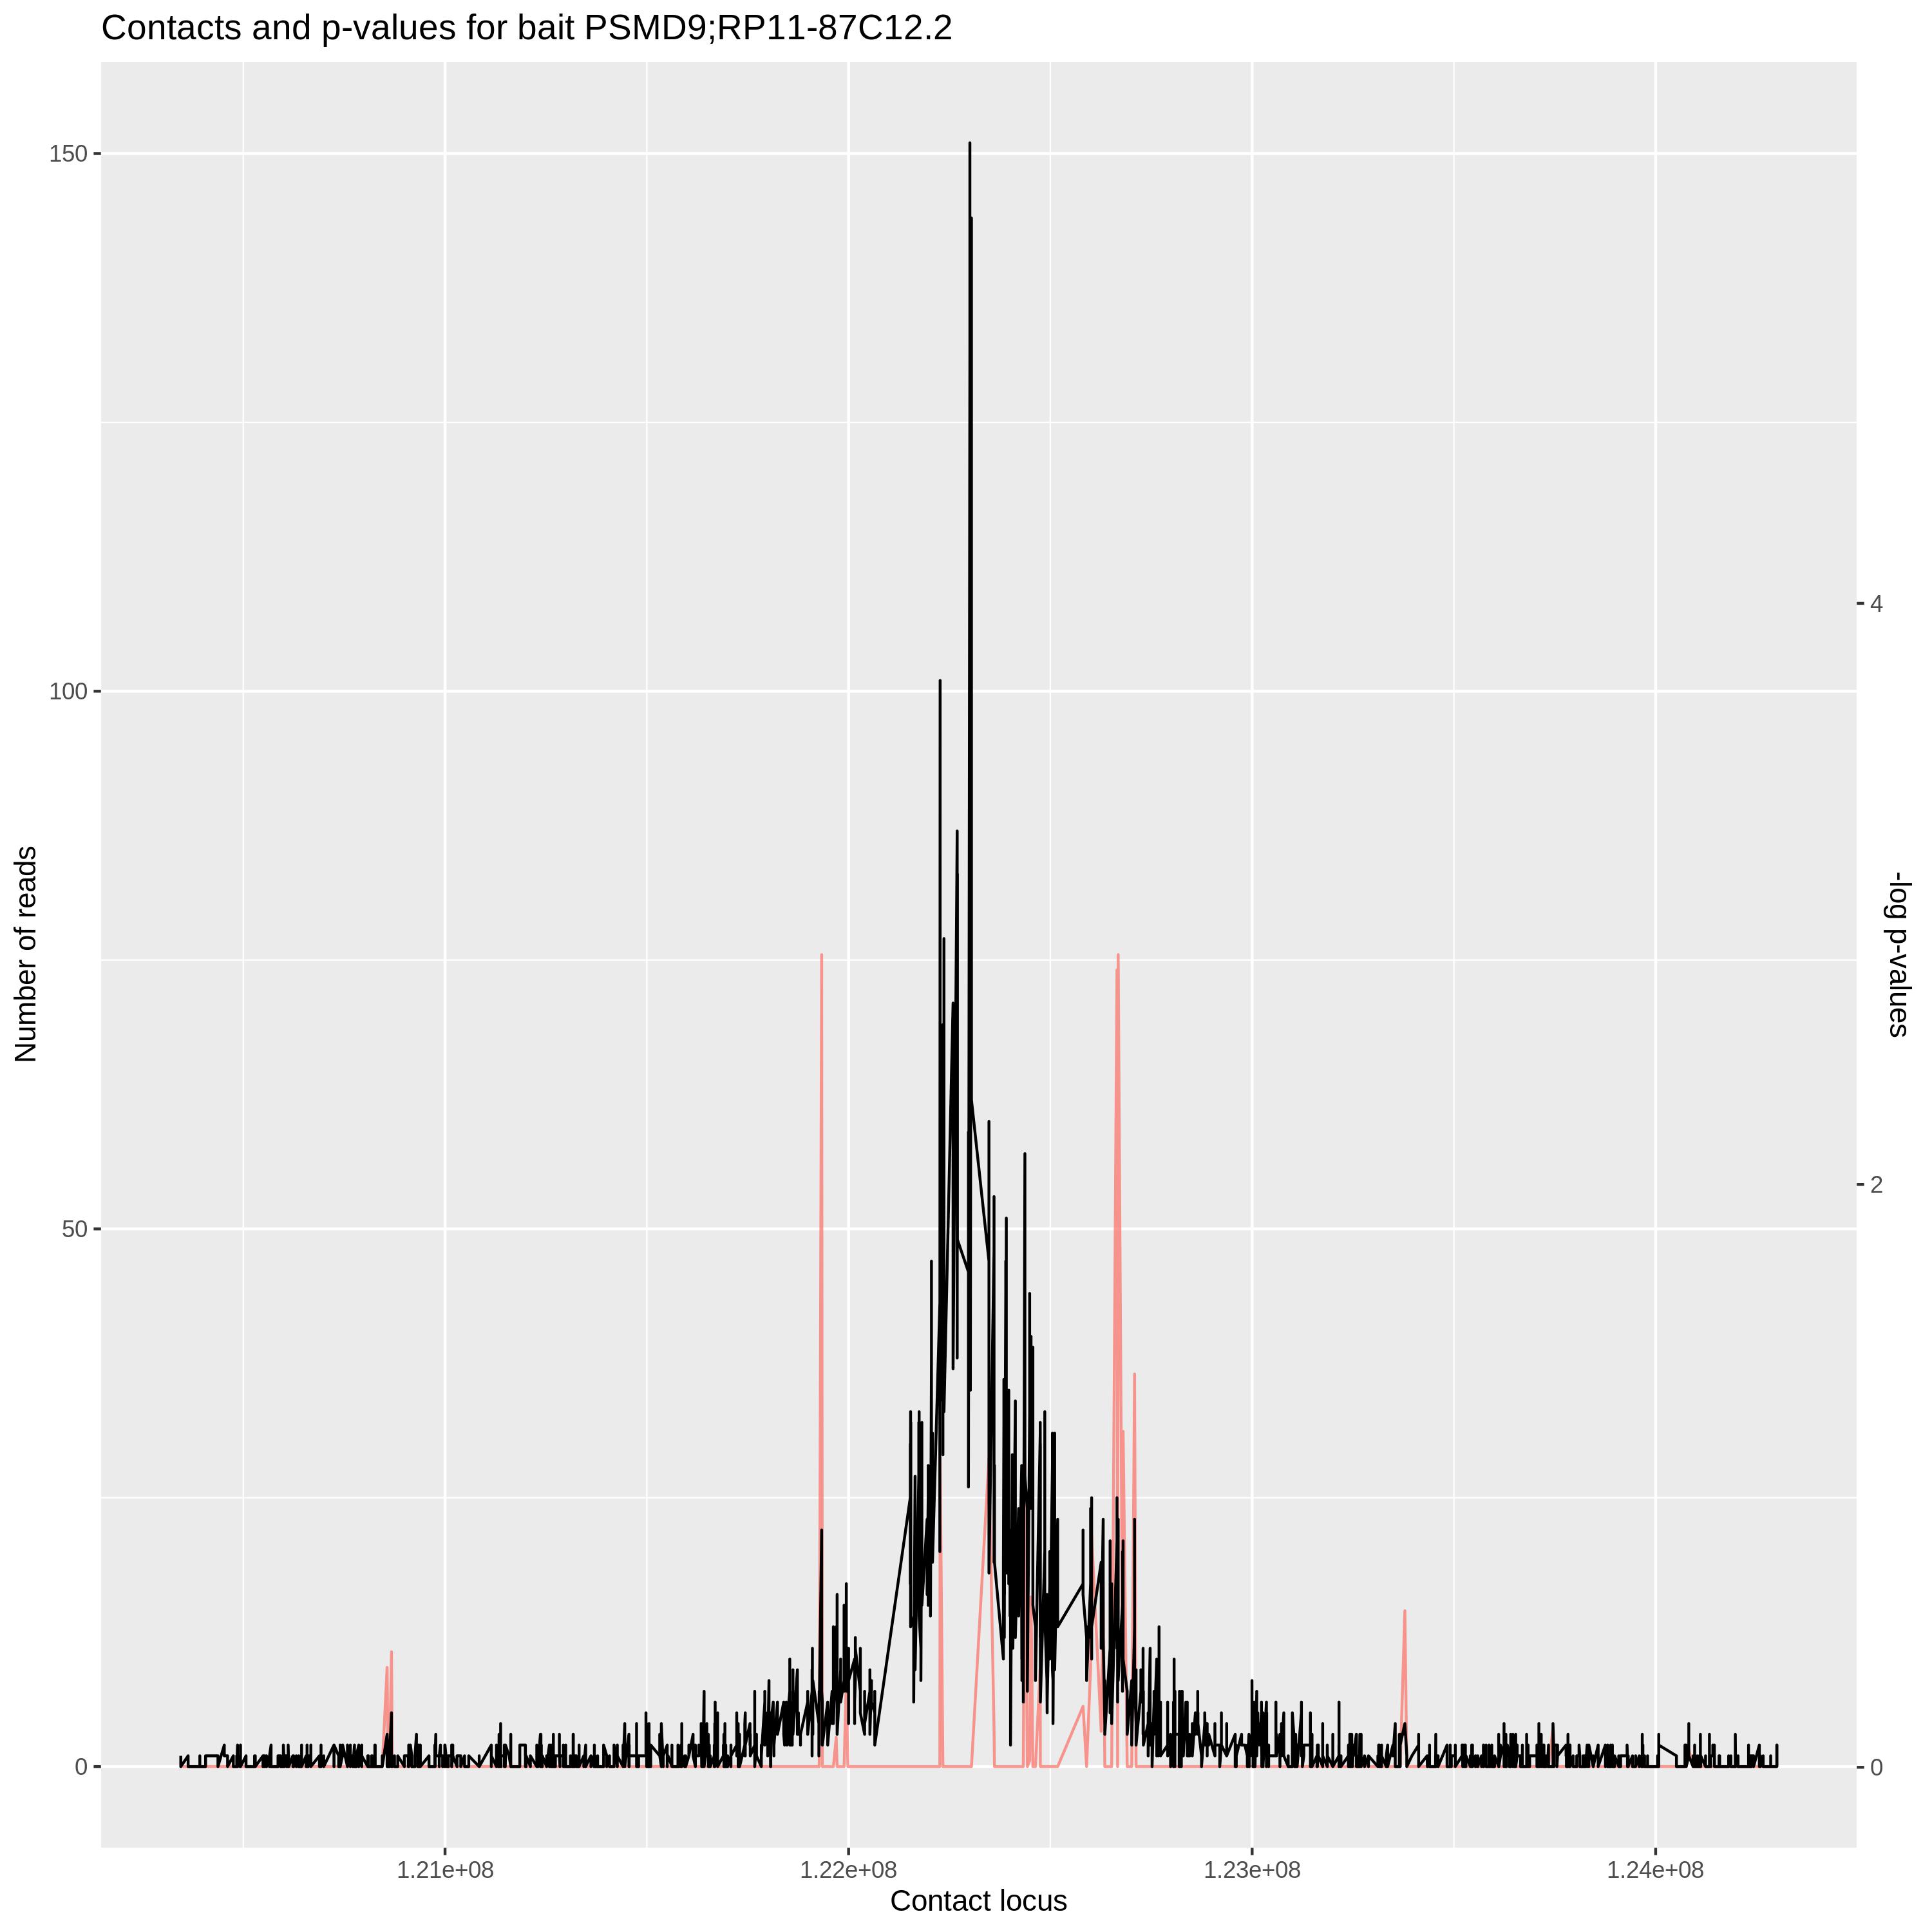 Contacts and p-values for bait PSMD9;RP11-87C12.2
150
100
50
0
Number of reads
4
2
0
-log p-values
1.21e+08
1.22e+08
1.23e+08
1.24e+08
Contact locus